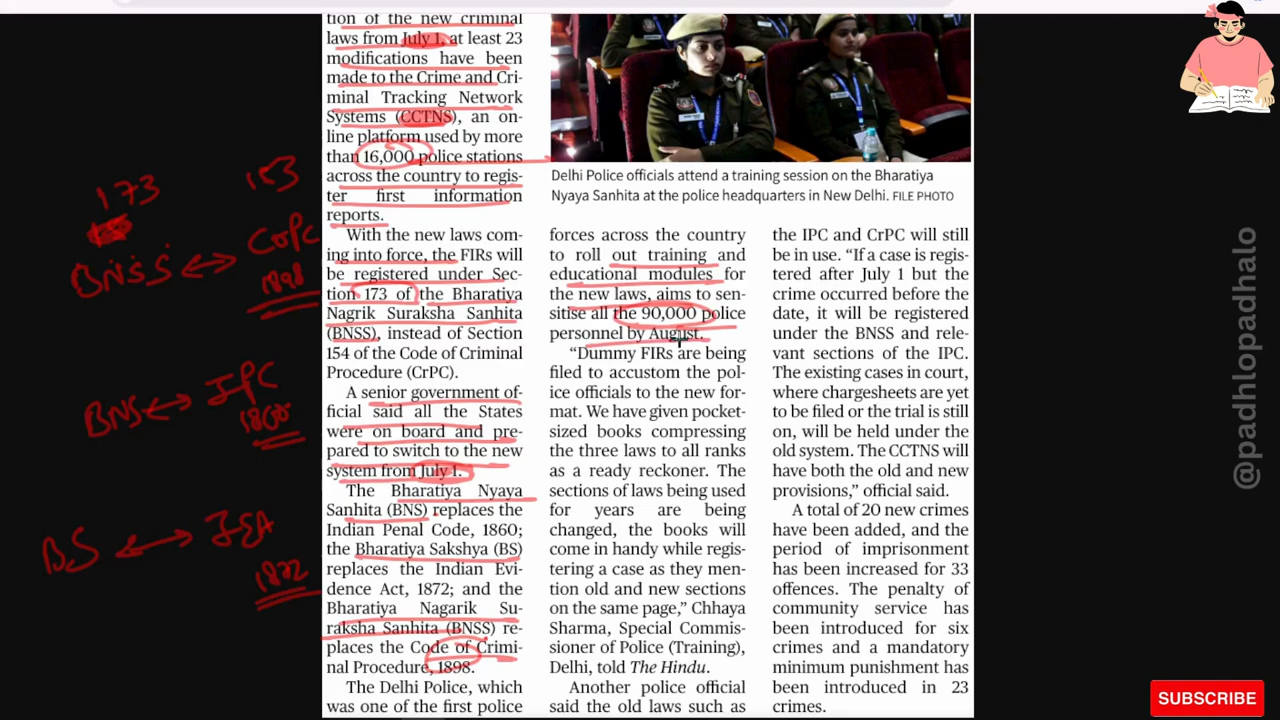 tion of the new criminal
laws from July 1, at least 23
modifications have been
made to the Crime and Cri-
minal Tracking Network
Systems (CCTNS), an on-
line platform used by more
than 16,000 police stations
across the country to regis-
ter first information
reports.
With the new laws com-
ing into force, the FIRs will
be registered under Sec-
tion 173 of the Bharatiya
Nagrik Suraksha Sanhita
(BNSS), instead of Section
154 of the Code of Criminal
Procedure (CrPC).
A senior government of-
ficial said all the States
were on board and pre-
pared to switch to the new
system from July 1.
The Bharatiya Nyaya
Sanhita (BNS) replaces the
Indian Penal Code, 1860;
the Bharatiya Sakshya (BS)
replaces the Indian Evi-
dence Act, 1872; and the
Bharatiya Nagarik Su-
raksha Sanhita (BNSS) re-
places the Code of Crimi-
nal Procedure, 1898.
The Delhi Police, which
was one of the first police
Delhi Police officials attend a training session on the Bharatiya
Nyaya Sanhita at the police headquarters in New Delhi. FILE PHOTO
forces across the country
to roll out training and
educational modules for
the new laws, aims to sen-
sitise all the 90,000 police
personnel by August.
“Dummy FIRs are being
filed to accustom the pol-
ice officials to the new for-
mat. We have given pocket-
sized books compressing
the three laws to all ranks
as a ready reckoner. The
sections of laws being used
for years are being
changed, the books will
come in handy while regis-
tering a case as they men-
tion old and new sections
on the same page,” Chhaya
Sharma, Special Commis-
sioner of Police (Training),
Delhi, told The Hindu.
Another police official
said the old laws such as
the IPC and CrPC will still
be in use. “If a case is regis-
tered after July 1 but the
crime occurred before the
date, it will be registered
under the BNSS and rele-
vant sections of the IPC.
The existing cases in court,
where chargesheets are yet
to be filed or the trial is still
on, will be held under the
old system. The CCTNS will
have both the old and new
provisions,” official said.
A total of 20 new crimes
have been added, and the
period of imprisonment
has been increased for 33
offences. The penalty of
community service has
been introduced for six
crimes and a mandatory
minimum punishment has
been introduced in 23
crimes.
173 153
BNSS ↔ CrPC
1898
BNS ↔ IPC
1860
BS ↔ IEA
1872
@padhlopadhalo
SUBSCRIBE